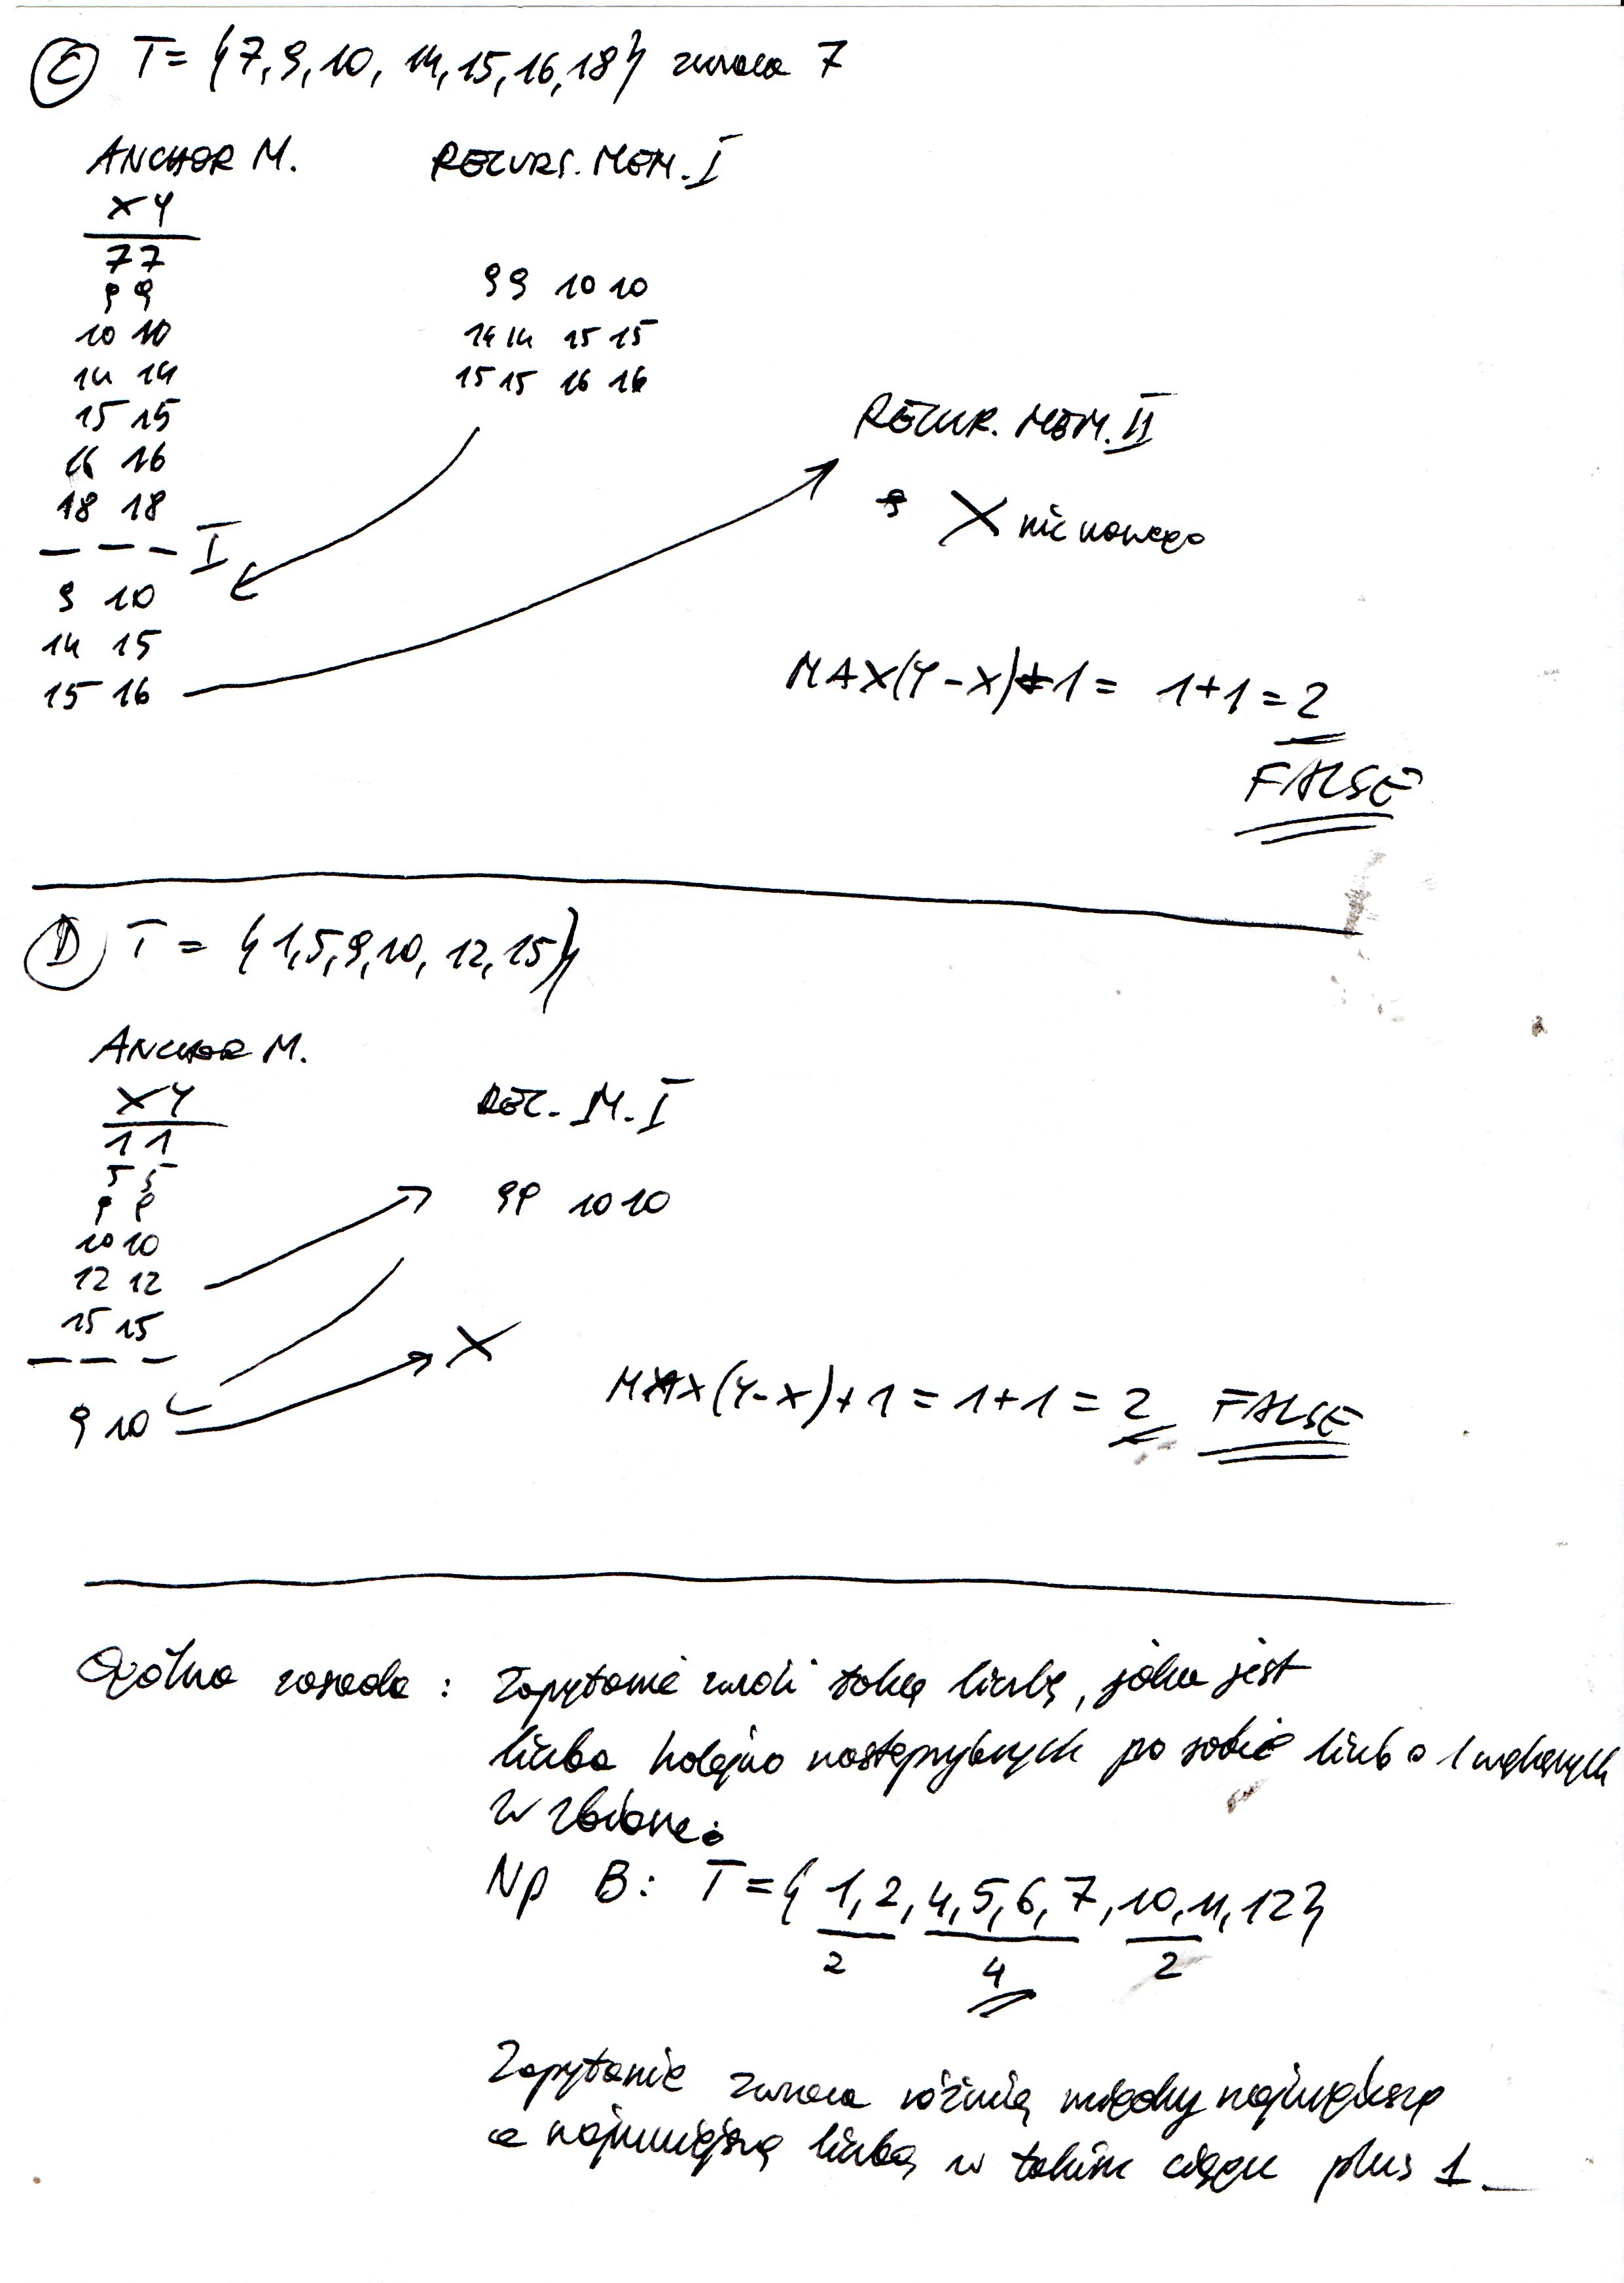 C T = {7, 9, 10, 14, 15, 16, 18} zwraca 7
ANCHOR M. RECURS. MEM. I
X Y
7 7
9 9 9 9 10 10
10 10 14 14 15 15
14 14 15 15 16 16
15 15
RECUR. MEM. II
16 16
18 18
X nic nowego
I
9 10
14 15
15 16
MAX(Y-X)+1 = 1+1 = 2
FALSE
D T = {1, 5, 9, 10, 12, 15}
ANCHOR M.
X Y REC. M. I
1 1
5 5
9 9 9 9 10 10
10 10
12 12
15 15 X
9 10 MAX(Y-X)+1 = 1+1 = 2 FALSE
Ogólna zasada: Zapytanie zwróci taką liczbę, jaka jest
liczba kolejno następujących po sobie liczb o 1 większych
w zbiorze.
Np B: T = { 1, 2, 4, 5, 6, 7, 10, 11, 12}
2 4 2
Zapytanie zwraca różnicę między największą
a najmniejszą liczbą w takim ciągu plus 1